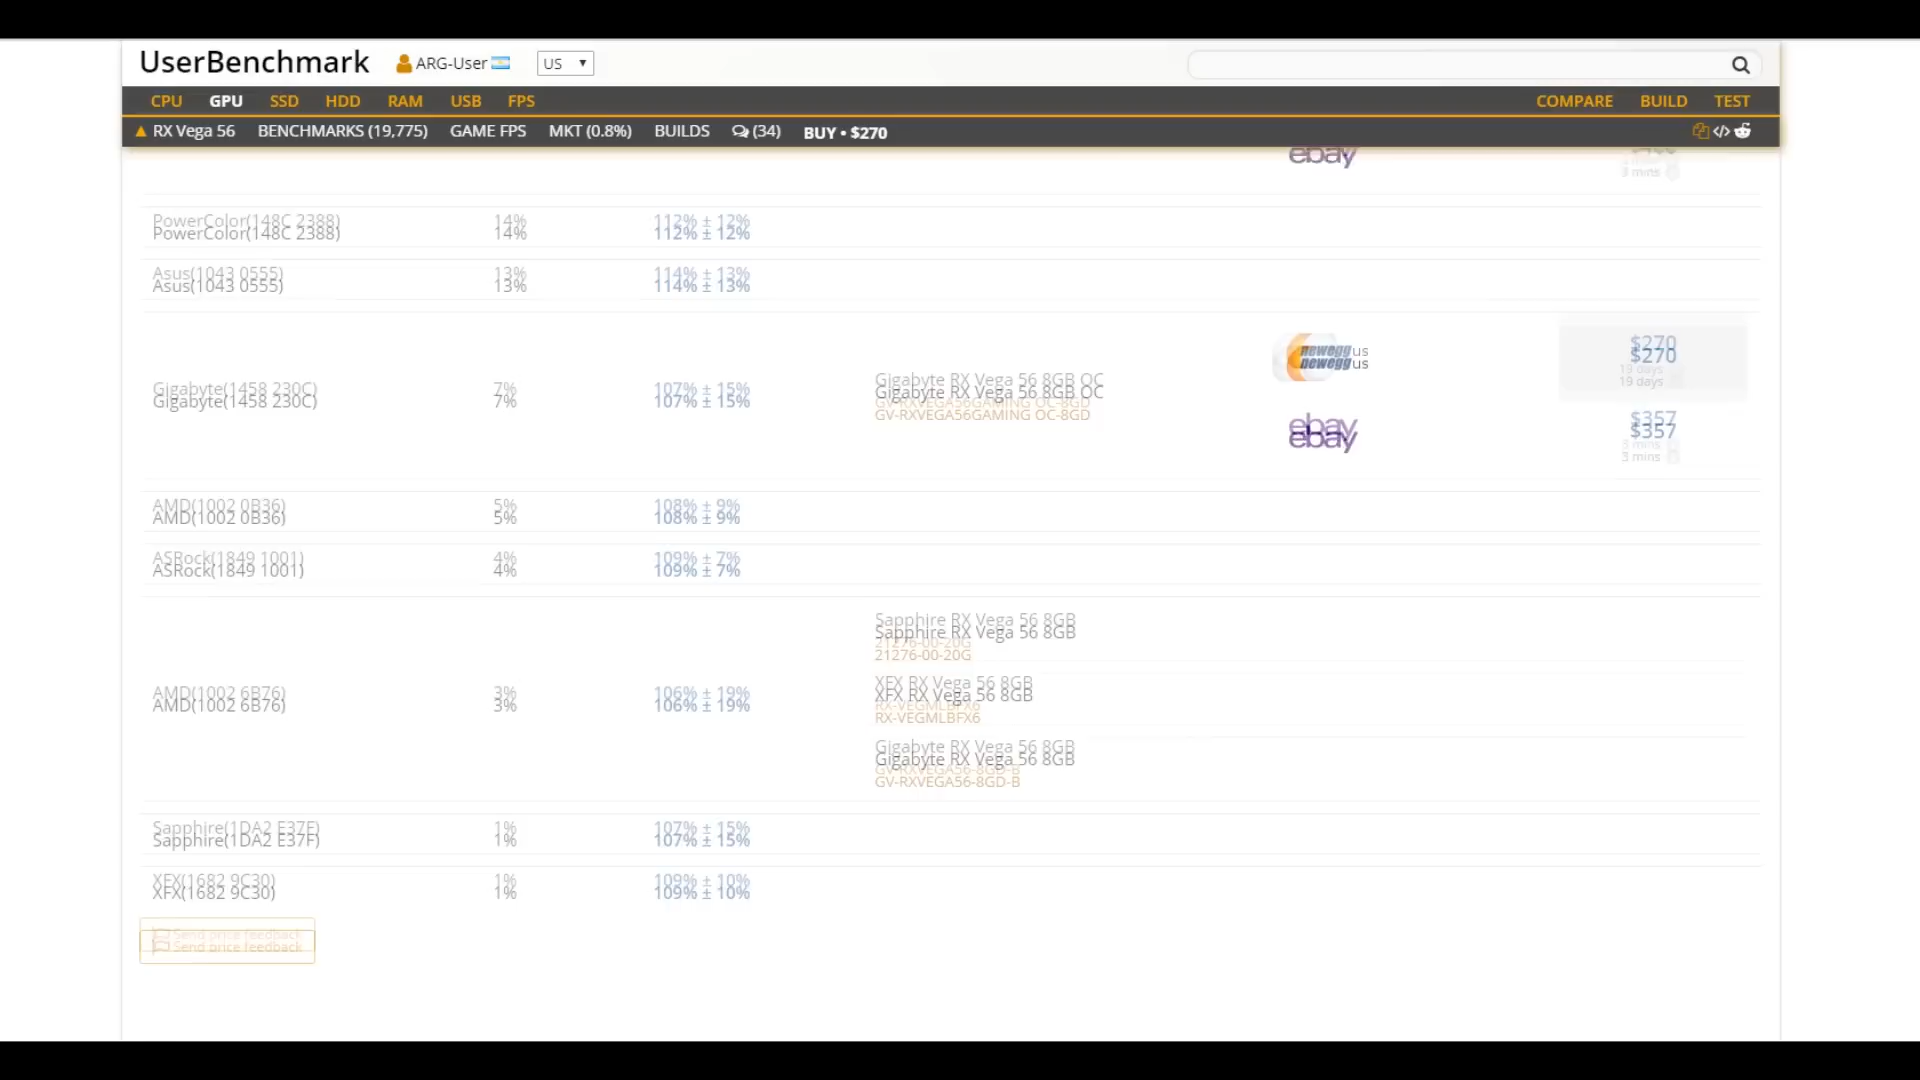 UserBenchmark ARG-User US
CPU GPU SSD HDD RAM USB FPS COMPARE BUILD TEST
RX Vega 56 BENCHMARKS (19,775) GAME FPS MKT (0.8%) BUILDS (34) BUY • $270
ebay
3 mins
PowerColor(148C 2388) 14% 112% ± 12%
Asus(1043 0555) 13% 114% ± 13%
newegg us $270
19 days
Gigabyte(1458 230C) 7% 107% ± 15% Gigabyte RX Vega 56 8GB OC
GV-RXVEGA56GAMING OC-8GD
ebay $357
3 mins
AMD(1002 0B36) 5% 108% ± 9%
ASRock(1849 1001) 4% 109% ± 7%
Sapphire RX Vega 56 8GB
21276-00-20G
AMD(1002 6B76) 3% 106% ± 19% XFX RX Vega 56 8GB
RX-VEGMLBFX6
Gigabyte RX Vega 56 8GB
GV-RXVEGA56-8GD-B
Sapphire(1DA2 E37F) 1% 107% ± 15%
XFX(1682 9C30) 1% 109% ± 10%
Send price feedback